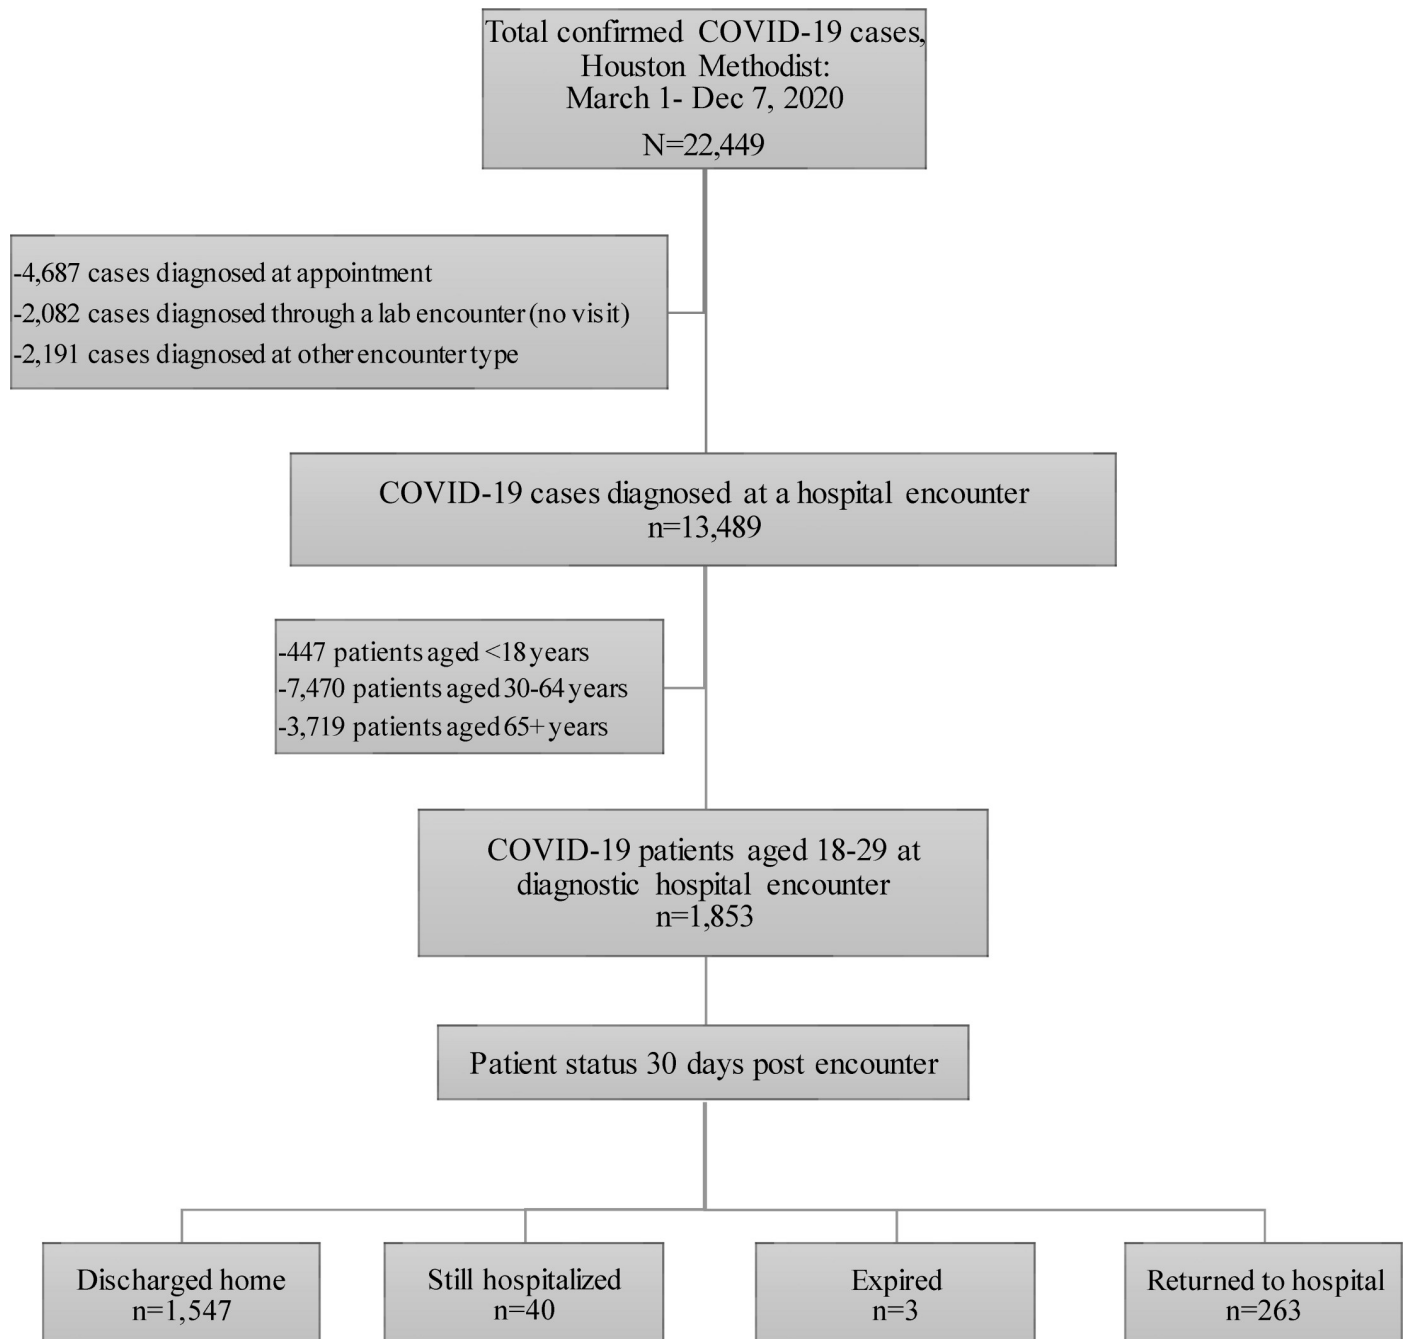 Total confirmed COVID-19 cases,
Houston Methodist:
March 1- Dec 7, 2020
N=22,449
-4,687 cases diagnosed at appointment
-2,082 cases diagnosed through a lab encounter (no visit)
-2,191 cases diagnosed at other encounter type
COVID-19 cases diagnosed at a hospital encounter
n=13,489
-447 patients aged <18 years
-7,470 patients aged 30-64 years
-3,719 patients aged 65+ years
COVID-19 patients aged 18-29 at
diagnostic hospital encounter
n=1,853
Patient status 30 days post encounter
Discharged home
n=1,547
Still hospitalized
n=40
Expired
n=3
Returned to hospital
n=263